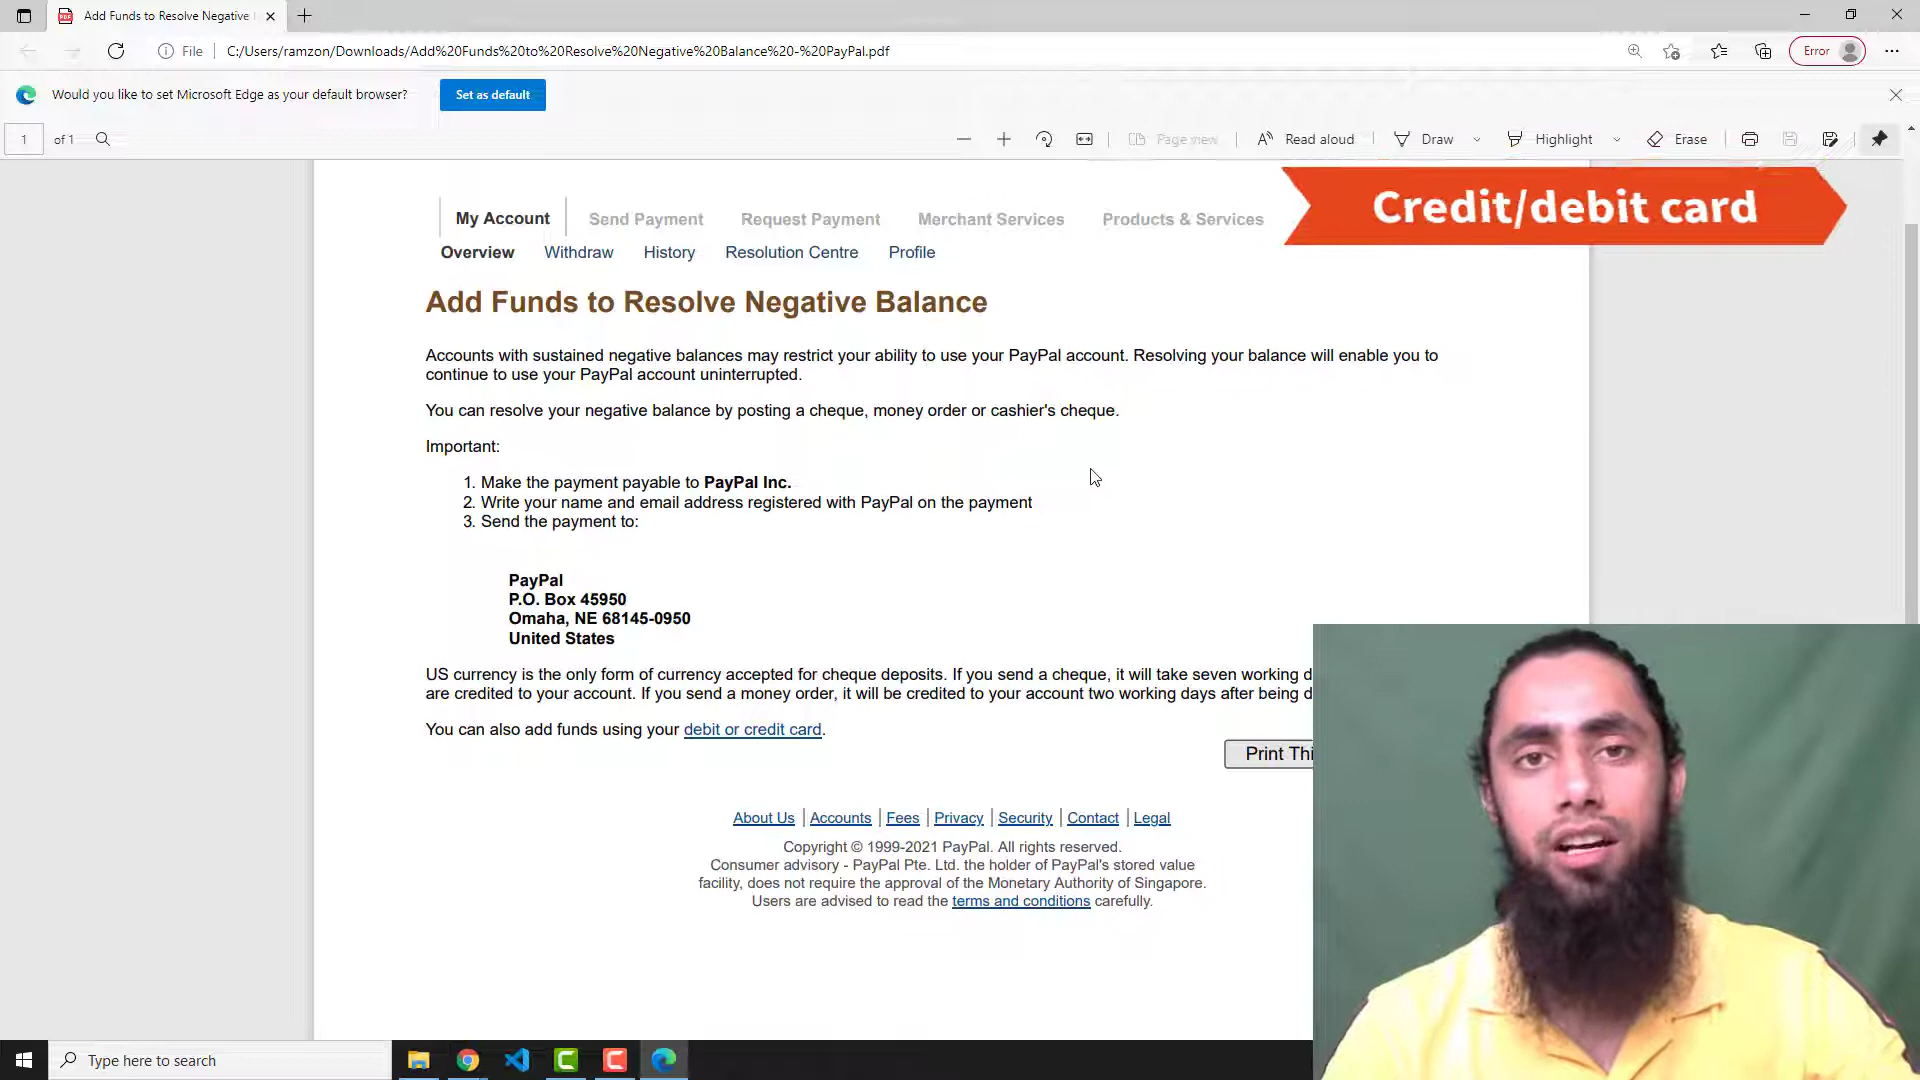 Add Funds to Resolve Negative
File
C:/Users/ramzon/Downloads/Add%20Funds%20to%20Resolve%20Negative%20Balance%20-%20PayPal.pdf
Error
Would you like to set Microsoft Edge as your default browser?
Set as default
1 of 1
Page view
Read aloud
Draw
Highlight
Erase
Credit/debit card
My Account Send Payment Request Payment Merchant Services Products & Services
Overview Withdraw History Resolution Centre Profile
Add Funds to Resolve Negative Balance
Accounts with sustained negative balances may restrict your ability to use your PayPal account. Resolving your balance will enable you to
continue to use your PayPal account uninterrupted.
You can resolve your negative balance by posting a cheque, money order or cashier's cheque.
Important:
1. Make the payment payable to PayPal Inc.
2. Write your name and email address registered with PayPal on the payment
3. Send the payment to:
PayPal
P.O. Box 45950
Omaha, NE 68145-0950
United States
US currency is the only form of currency accepted for cheque deposits. If you send a cheque, it will take seven working d
are credited to your account. If you send a money order, it will be credited to your account two working days after being d
You can also add funds using your debit or credit card.
Print Thi
About Us Accounts Fees Privacy Security Contact Legal
Copyright © 1999-2021 PayPal. All rights reserved.
Consumer advisory - PayPal Pte. Ltd. the holder of PayPal's stored value
facility, does not require the approval of the Monetary Authority of Singapore.
Users are advised to read the terms and conditions carefully.
Type here to search